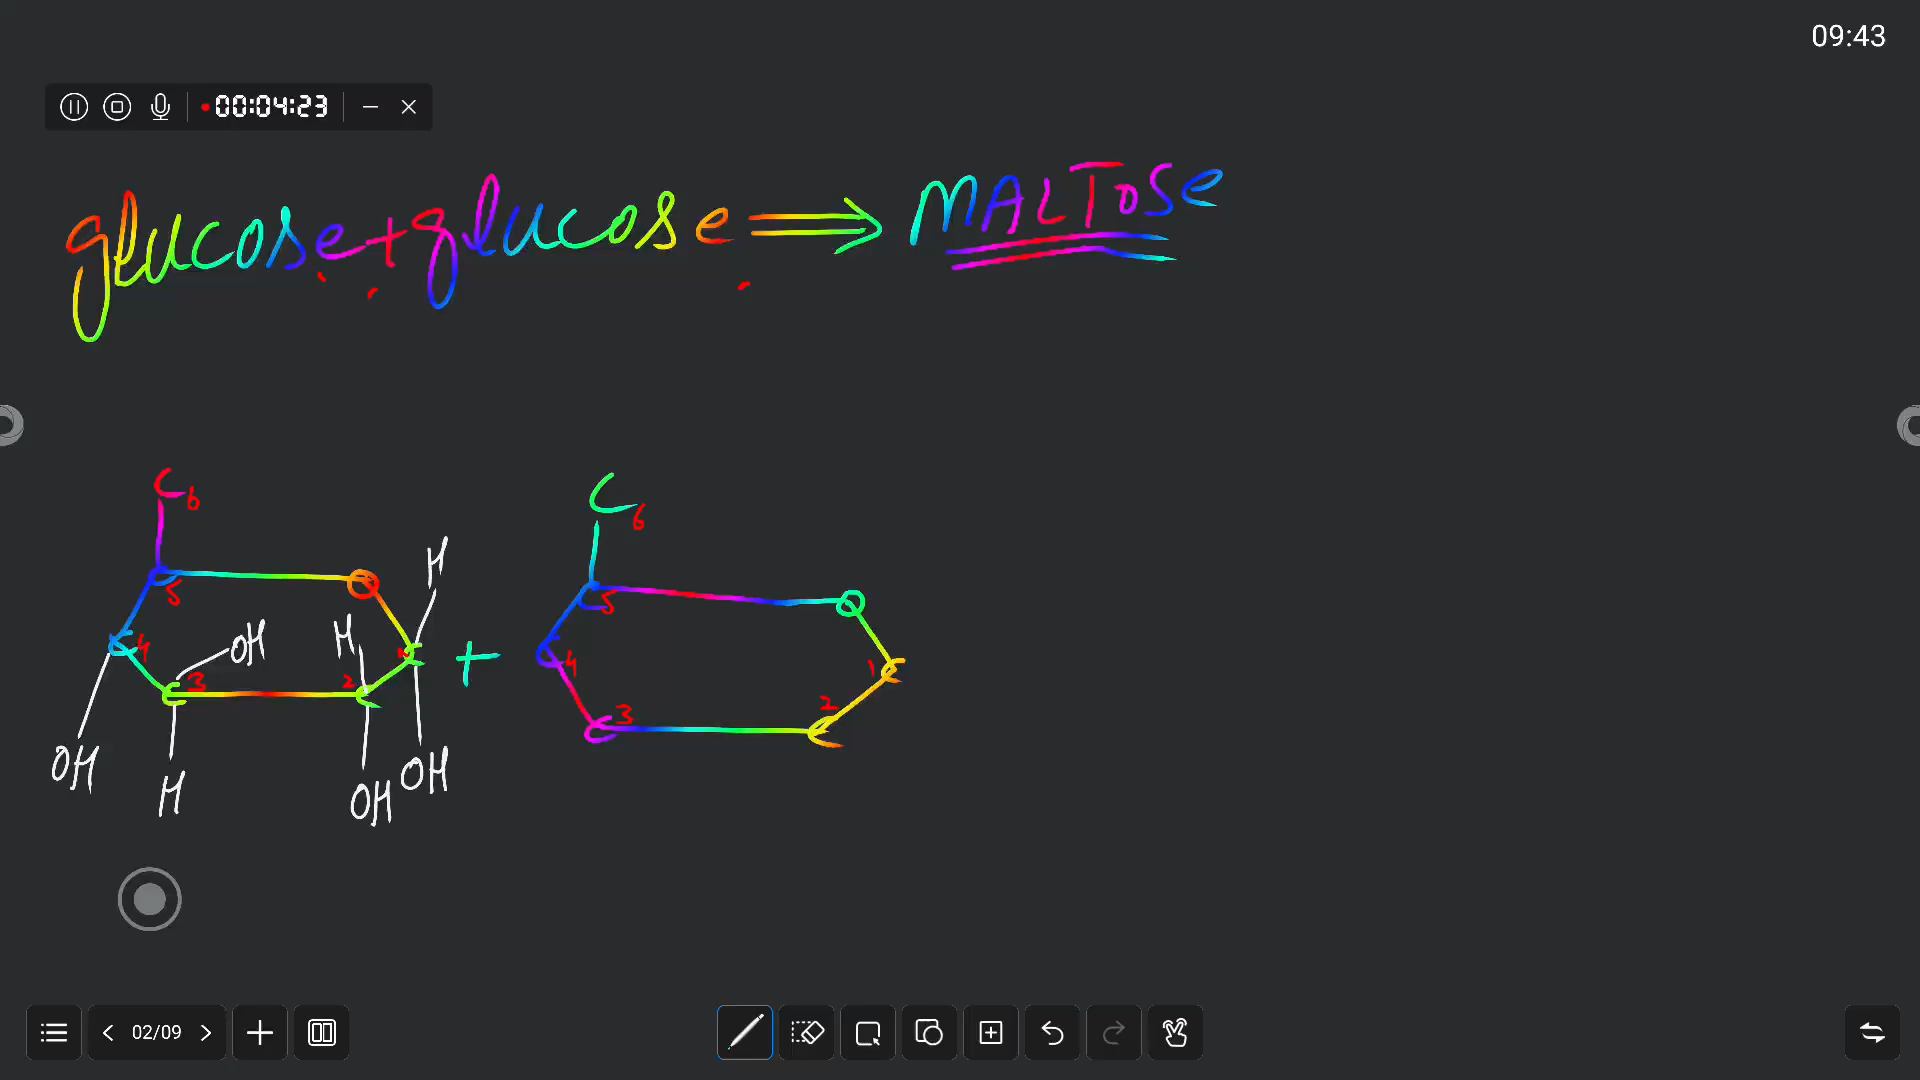 09:43
00:04:23
glucose + glucose ⇒ MALTOSe
C6 C6
H
5 O 5 O
4 OH H 1 + 4 1
3 2 3 2
OH H OH OH
02/09